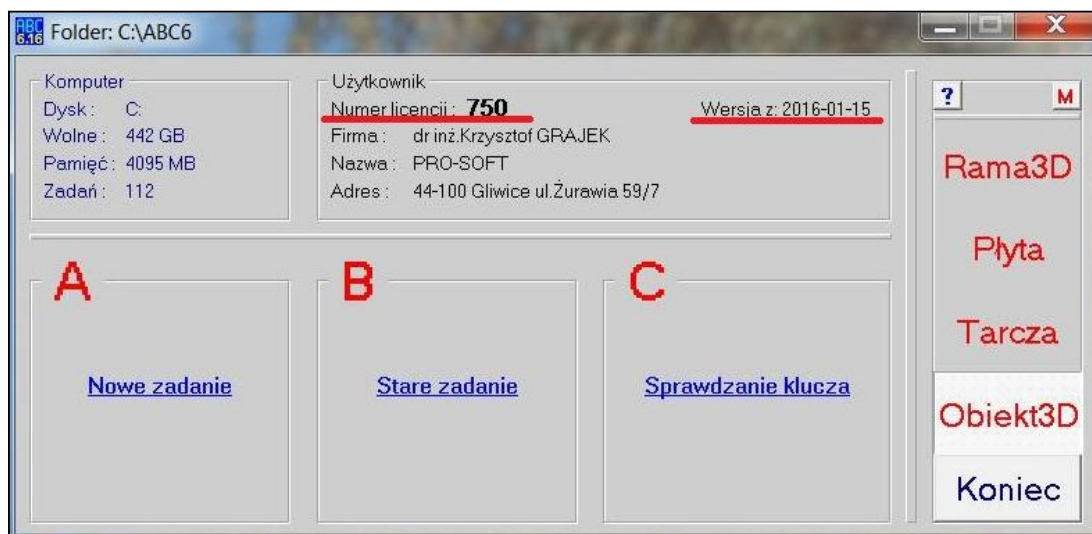 ABC 6.16 Folder: C:\ABC6
Komputer
Dysk : C:
Wolne : 442 GB
Pamięć : 4095 MB
Zadań : 112
Użytkownik
Numer licencji : 750 Wersja z: 2016-01-15
Firma : dr inż.Krzysztof GRAJEK
Nazwa : PRO-SOFT
Adres : 44-100 Gliwice ul.Żurawia 59/7
? M
Rama3D
Płyta
Tarcza
Obiekt3D
Koniec
A
Nowe zadanie
B
Stare zadanie
C
Sprawdzanie klucza